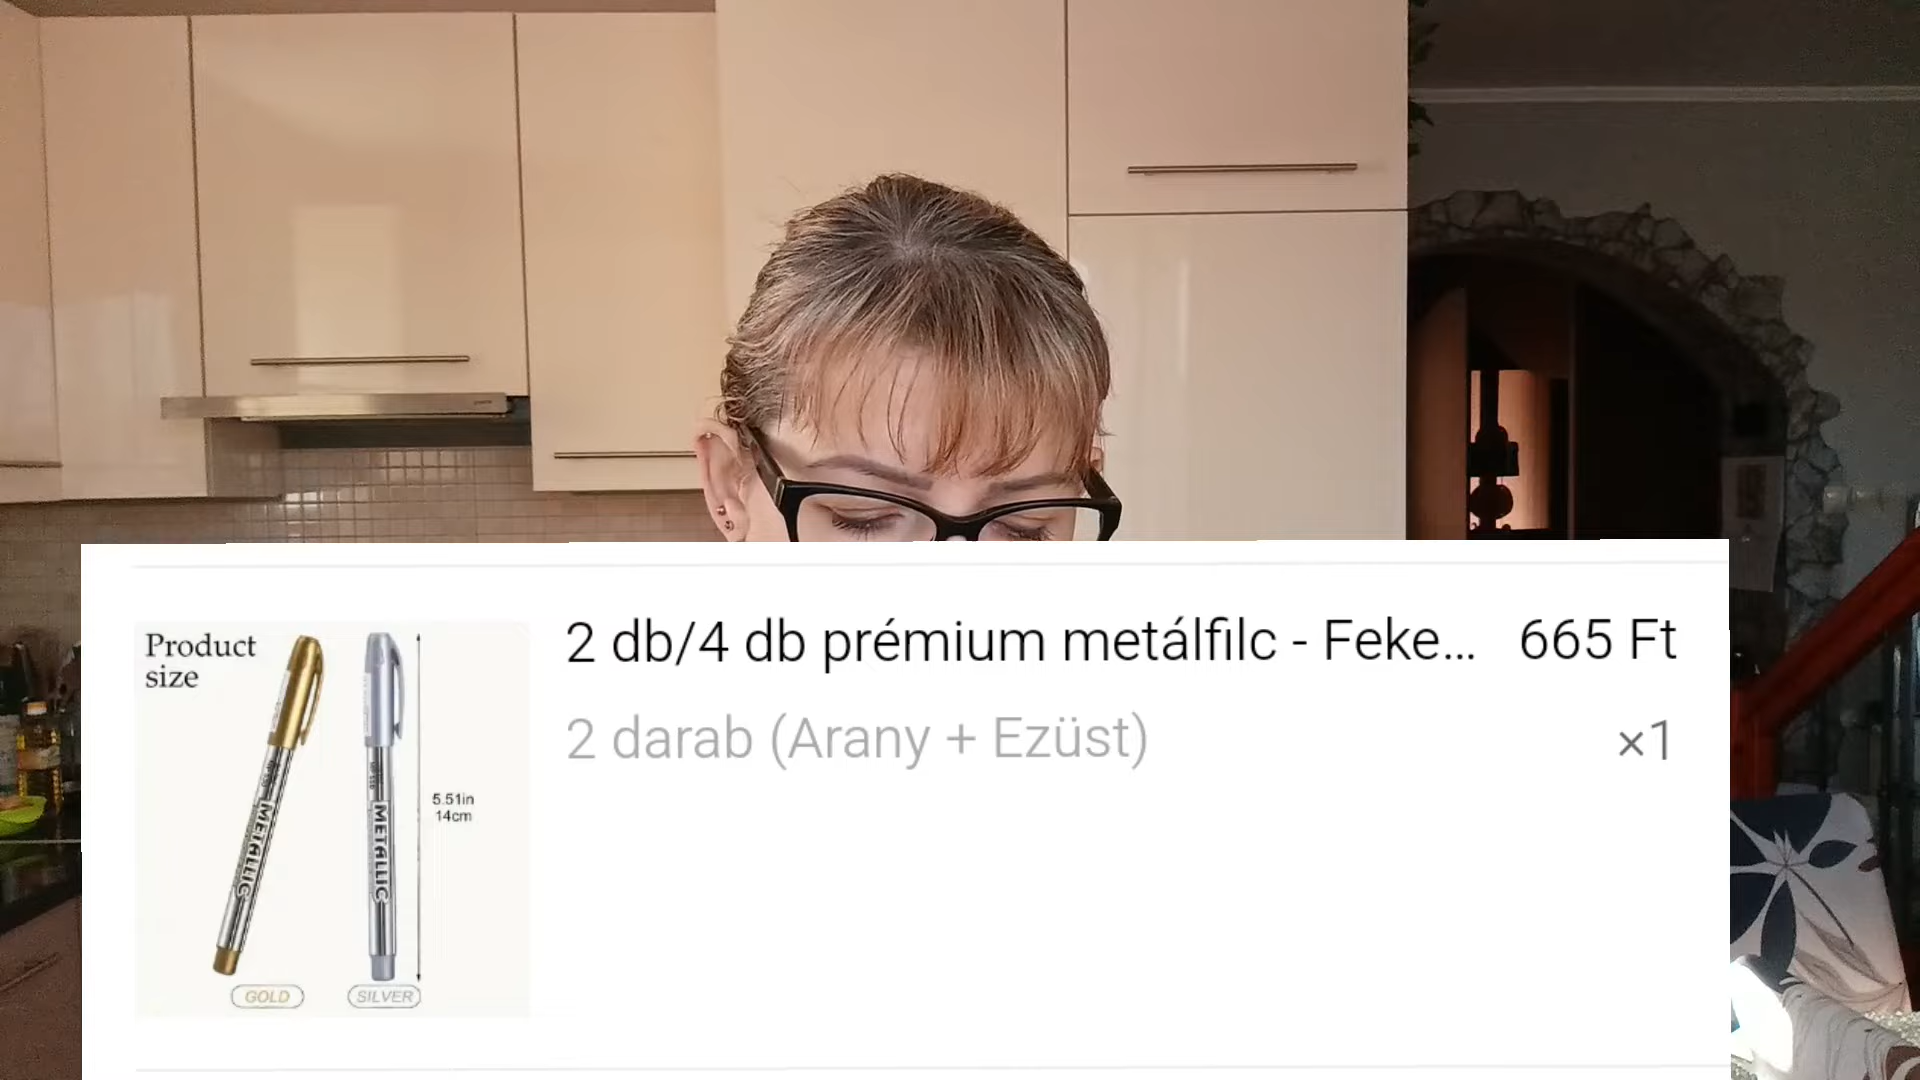 Product
size
2 db/4 db prémium metálfilc - Feke... 665 Ft
2 darab (Arany + Ezüst) ×1
METALLIC
METALLIC
5.51in
14cm
GOLD
SILVER